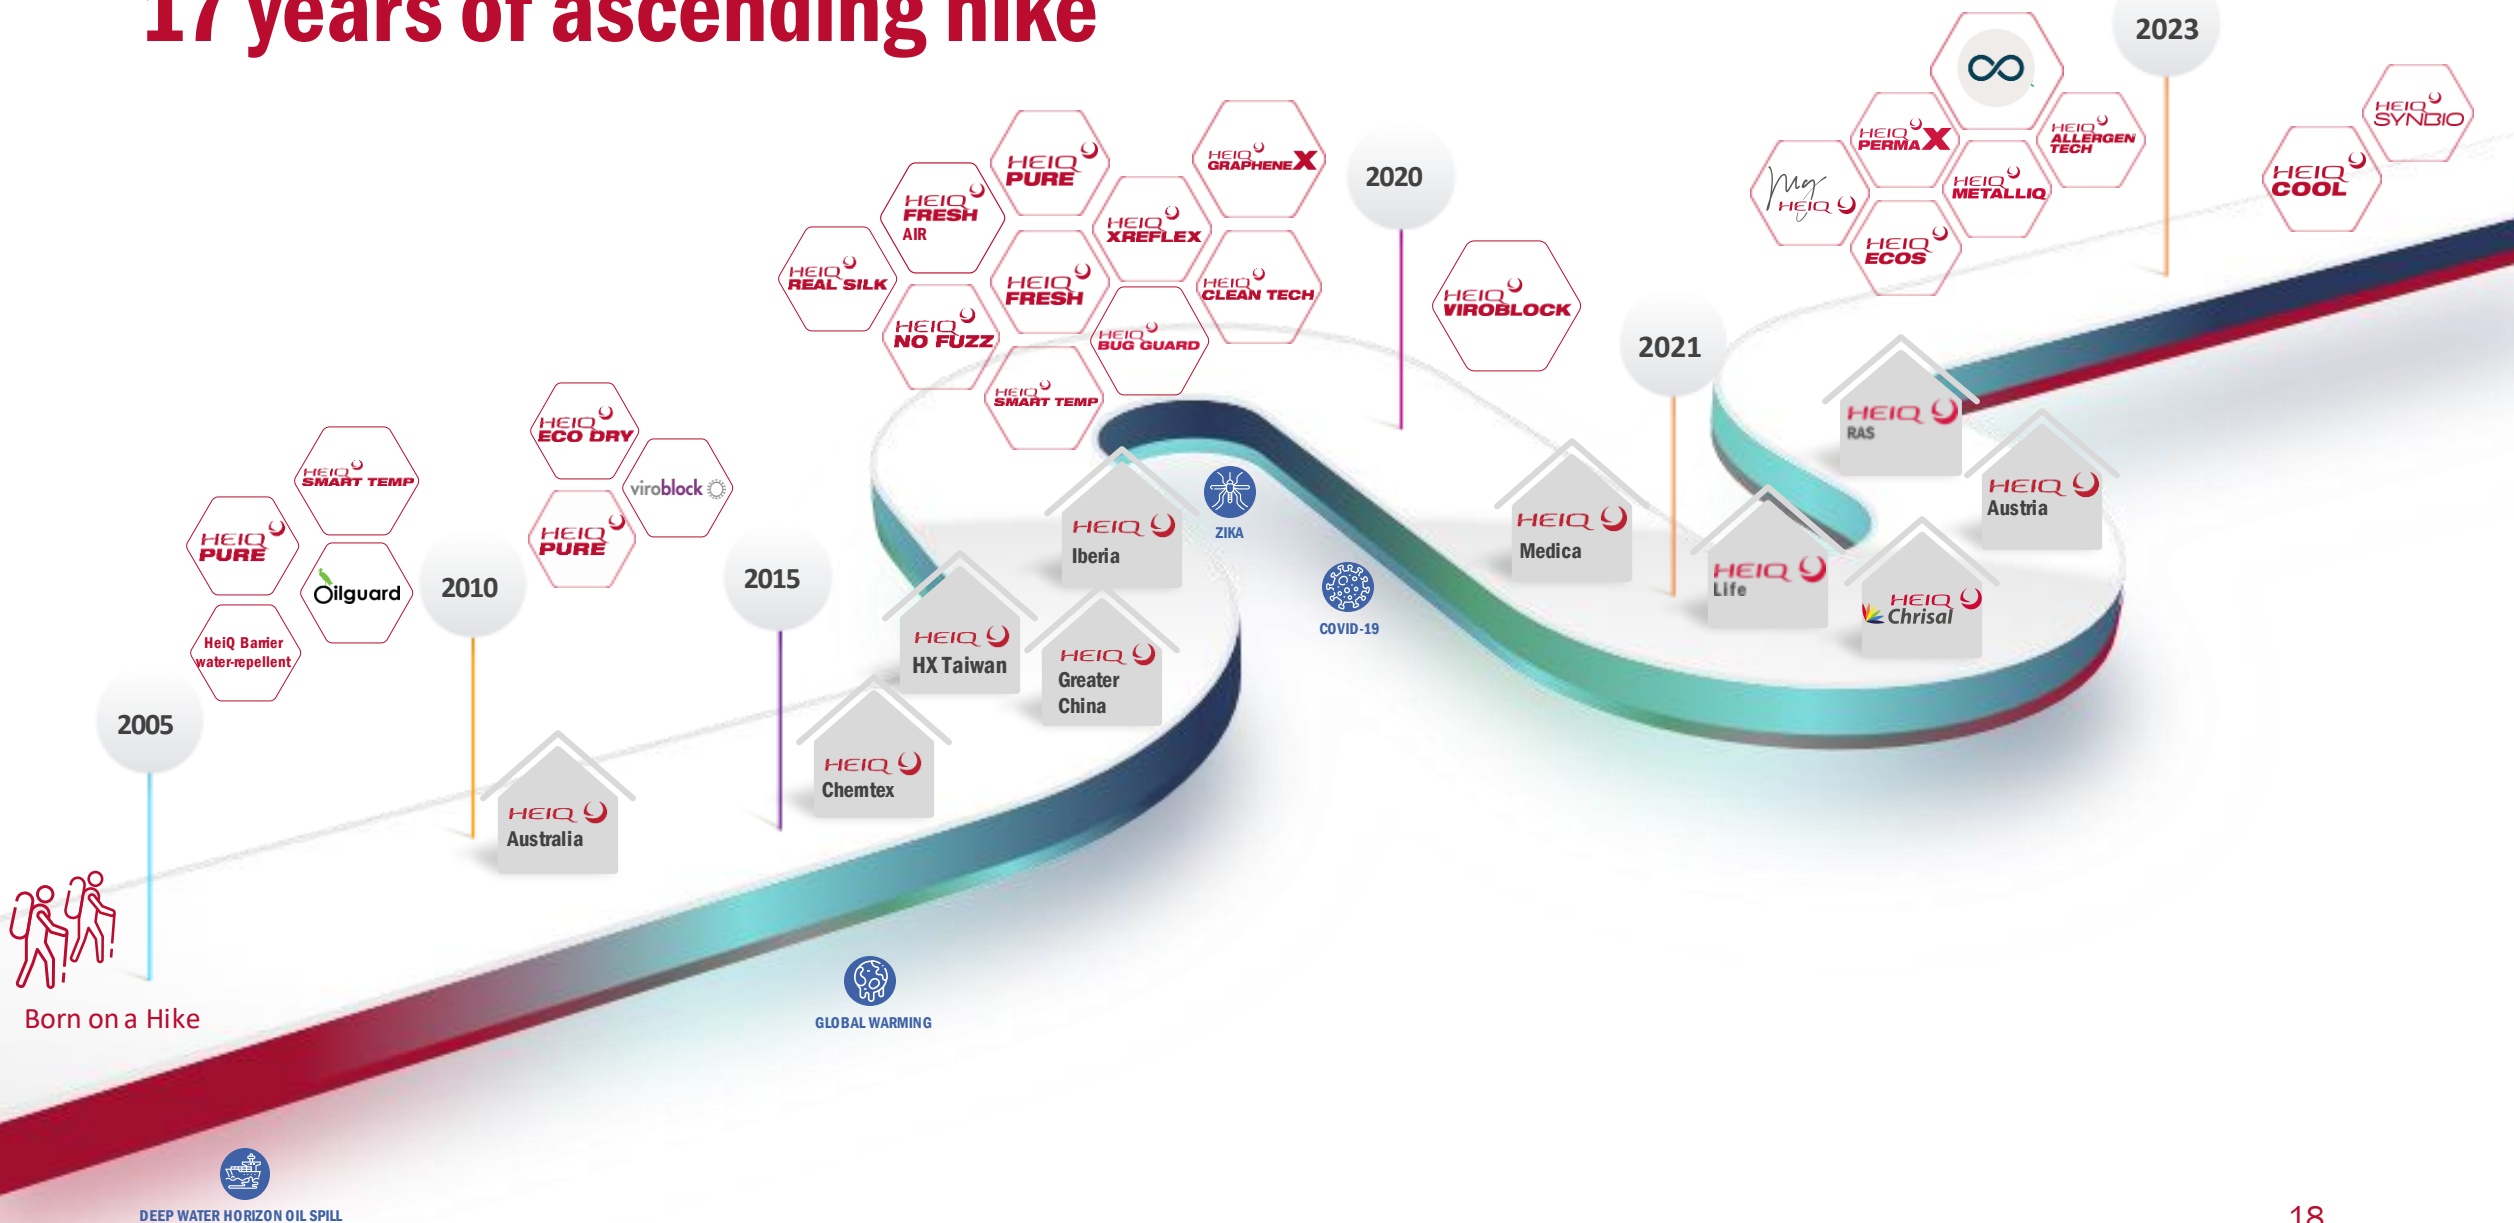 17 years of ascending hike
2005
HEIQ
PURE
HEIQ
SMART TEMP
Oilguard
HeiQ Barrier
water-repellent
2010
HEIQ
ECO DRY
viroblock
HEIQ
PURE
2015
HEIQ
REAL SILK
HEIQ
FRESH
AIR
HEIQ
NO FUZZ
HEIQ
PURE
HEIQ
FRESH
HEIQ
SMART TEMP
HEIQ
XREFLEX
HEIQ
BUG GUARD
HEIQ
GRAPHENE X
HEIQ
CLEAN TECH
2020
HEIQ
VIROBLOCK
2021
my
HEIQ
HEIQ
PERMA X
HEIQ
ECOS
HEIQ
METALLIQ
HEIQ
ALLERGEN
TECH
2023
HEIQ
COOL
HEIQ
SYNBIO
HEIQ
Australia
HEIQ
Chemtex
HEIQ
HX Taiwan
HEIQ
Greater
China
HEIQ
Iberia
HEIQ
Medica
HEIQ
Life
HEIQ
Chrisal
HEIQ
RAS
HEIQ
Austria
ZIKA
COVID-19
GLOBAL WARMING
Born on a Hike
DEEP WATER HORIZON OIL SPILL
18